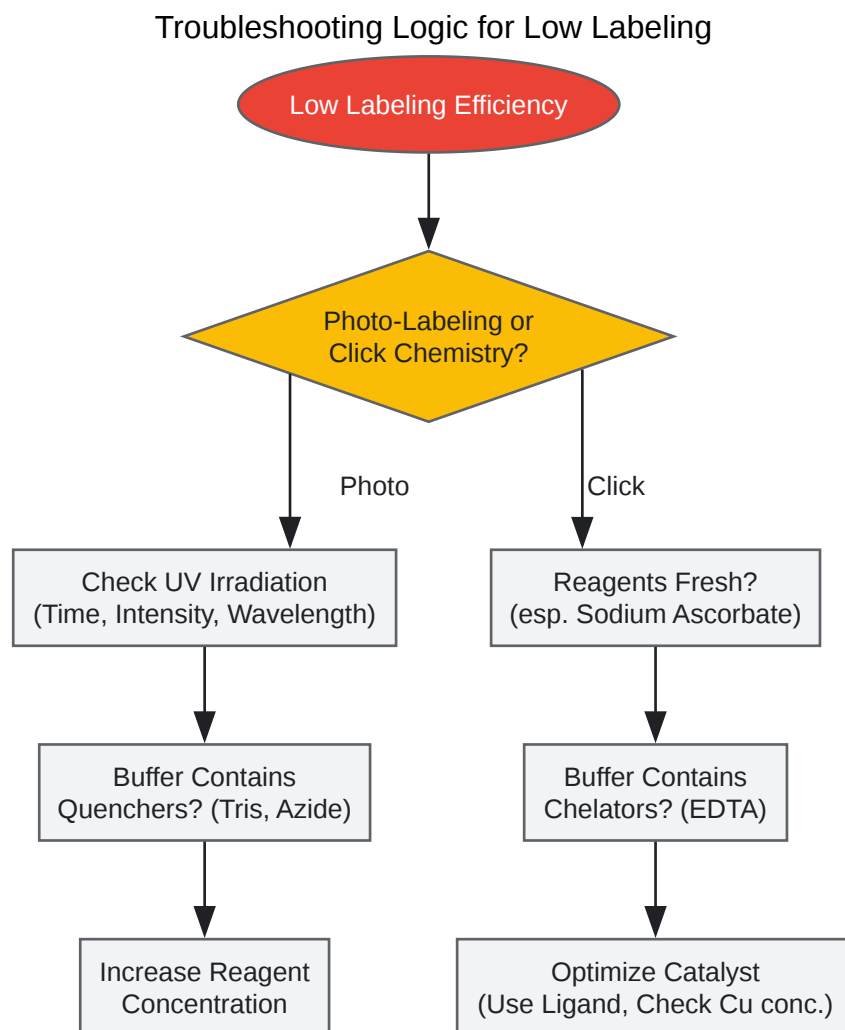 Troubleshooting Logic for Low Labeling
Low Labeling Efficiency
Photo-Labeling or
Click Chemistry?
Photo
Click
Check UV Irradiation
(Time, Intensity, Wavelength)
Reagents Fresh?
(esp. Sodium Ascorbate)
Buffer Contains
Quenchers? (Tris, Azide)
Buffer Contains
Chelators? (EDTA)
Increase Reagent
Concentration
Optimize Catalyst
(Use Ligand, Check Cu conc.)